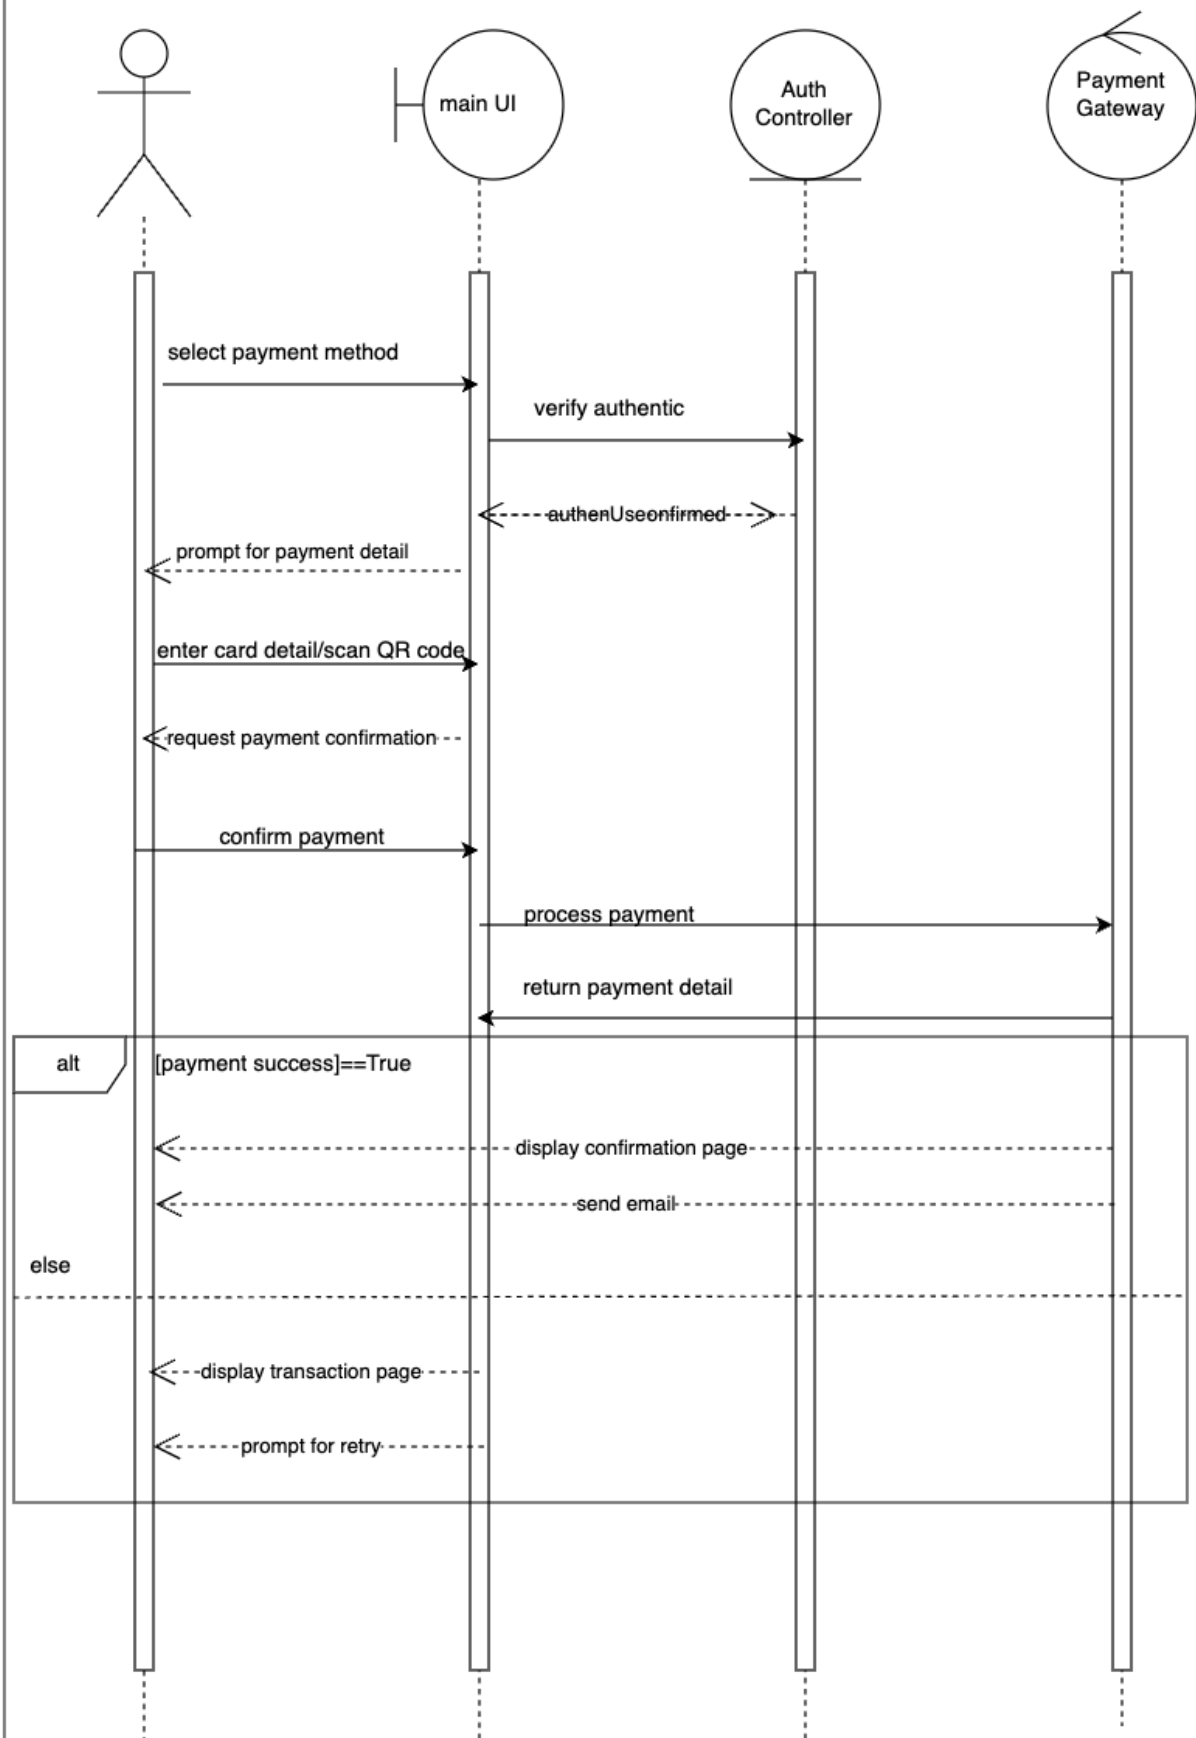 main UI
Auth
Controller
Payment
Gateway
select payment method
verify authentic
authenUseonfirmed
prompt for payment detail
enter card detail/scan QR code
request payment confirmation
confirm payment
process payment
return payment detail
alt
[payment success]==True
display confirmation page
send email
else
display transaction page
prompt for retry